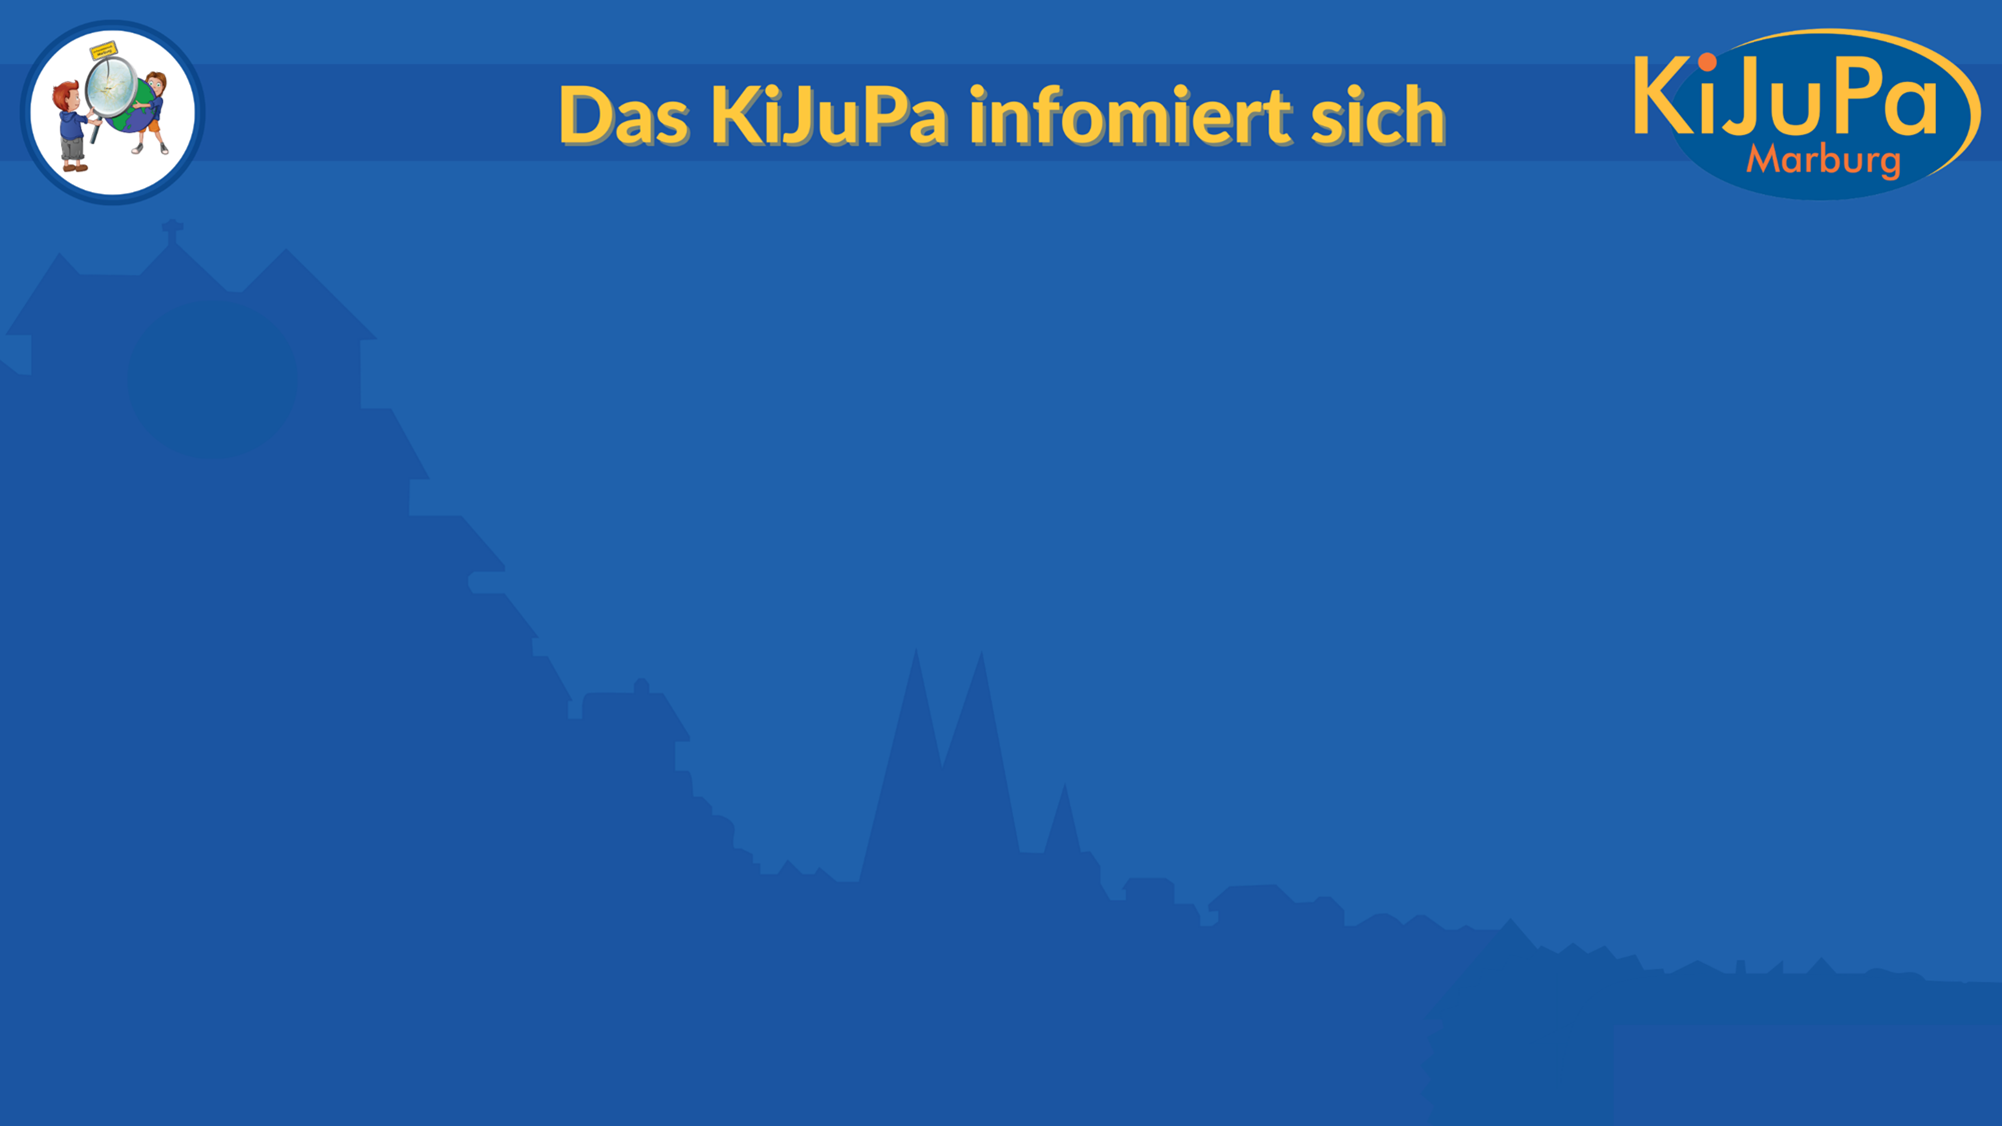 Das KiJuPa infomiert sich
KiJuPa
Marburg